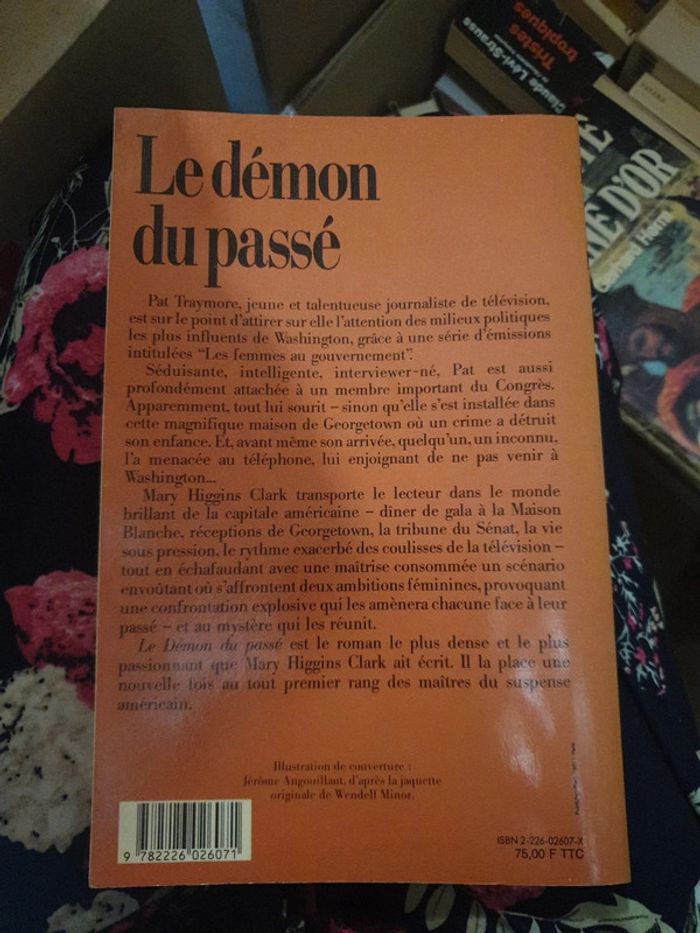 Le démon
du passé
Pat Traymore, jeune et talentueuse journaliste de télévision,
est sur le point d'attirer sur elle l'attention des milieux politiques
les plus influents de Washington, grâce à une série d'émissions
intitulées "Les femmes au gouvernement".
Séduisante, intelligente, interviewer-né, Pat est aussi
profondément attachée à un membre important du Congrès.
Apparemment, tout lui sourit – sinon qu'elle s'est installée dans
cette magnifique maison de Georgetown où un crime a détruit
son enfance. Et, avant même son arrivée, quelqu'un, un inconnu,
l'a menacée au téléphone, lui enjoignant de ne pas venir à
Washington...
Mary Higgins Clark transporte le lecteur dans le monde
brillant de la capitale américaine – dîner de gala à la Maison
Blanche, réceptions de Georgetown, la tribune du Sénat, la vie
sous pression, le rythme exacerbé des coulisses de la télévision –
tout en échafaudant avec une maîtrise consommée un scénario
envoûtant où s'affrontent deux ambitions féminines, provoquant
une confrontation explosive qui les amènera chacune face à leur
passé – et au mystère qui les réunit.
Le Démon du passé est le roman le plus dense et le plus
passionnant que Mary Higgins Clark ait écrit. Il la place une
nouvelle fois au tout premier rang des maîtres du suspense
américain.
Illustration de couverture :
Jérôme Angouillant, d'après la jaquette
originale de Wendell Minor.
9 782226 026071
ISBN 2-226-02607-X
75,00 F TTC
Tristes
tropiques
Claude Lévi-Strauss
D'OR